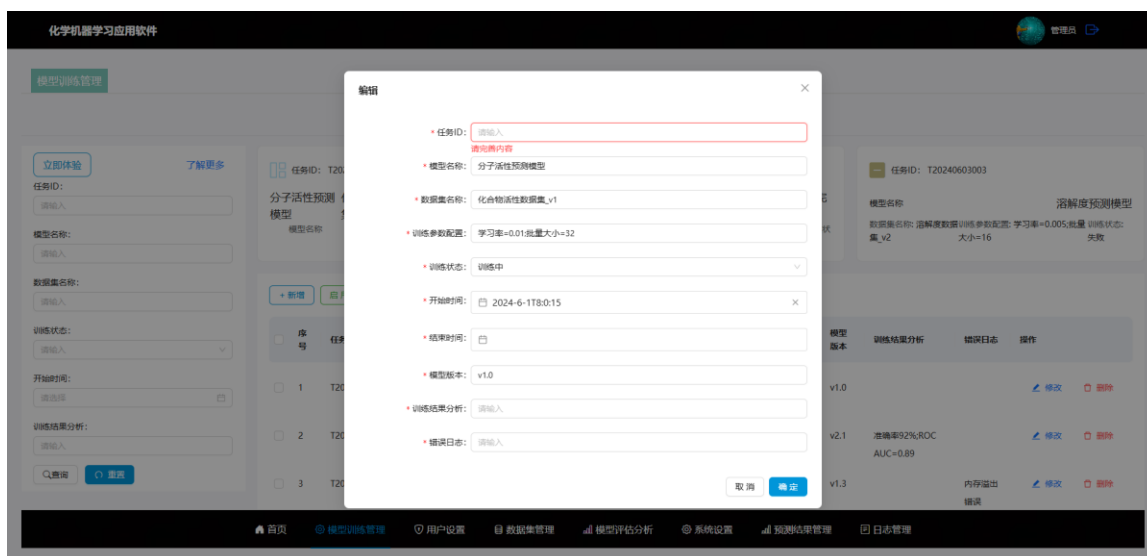 化学机器学习应用软件
管理员
模型训练管理
立即体验 了解更多
任务ID:
请输入
模型名称:
请输入
数据集名称:
请输入
训练状态:
请输入
开始时间:
请选择
训练结果分析:
请输入
查询 重置
任务ID: T20
分子活性预测
模型
模型名称
任务ID: T20240603003
模型名称 溶解度预测模型
数据集名称: 溶解度数据集_v2
训练参数配置: 学习率=0.005;批量大小=16
训练状态: 失败
+ 新增
序号 任务
模型版本 训练结果分析 错误日志 操作
1 T20 v1.0 修改 删除
2 T20 v2.1 准确率92%;ROC AUC=0.89 修改 删除
3 T20 v1.3 内存溢出错误 修改 删除
编辑
* 任务ID: 请输入
请完善内容
* 模型名称: 分子活性预测模型
* 数据集名称: 化合物活性数据集_v1
* 训练参数配置: 学习率=0.01;批量大小=32
* 训练状态: 训练中
* 开始时间: 2024-6-1T8:0:15
* 结束时间:
* 模型版本: v1.0
* 训练结果分析: 请输入
* 错误日志: 请输入
取 消 确 定
首页 模型训练管理 用户设置 数据集管理 模型评估分析 系统设置 预测结果管理 日志管理